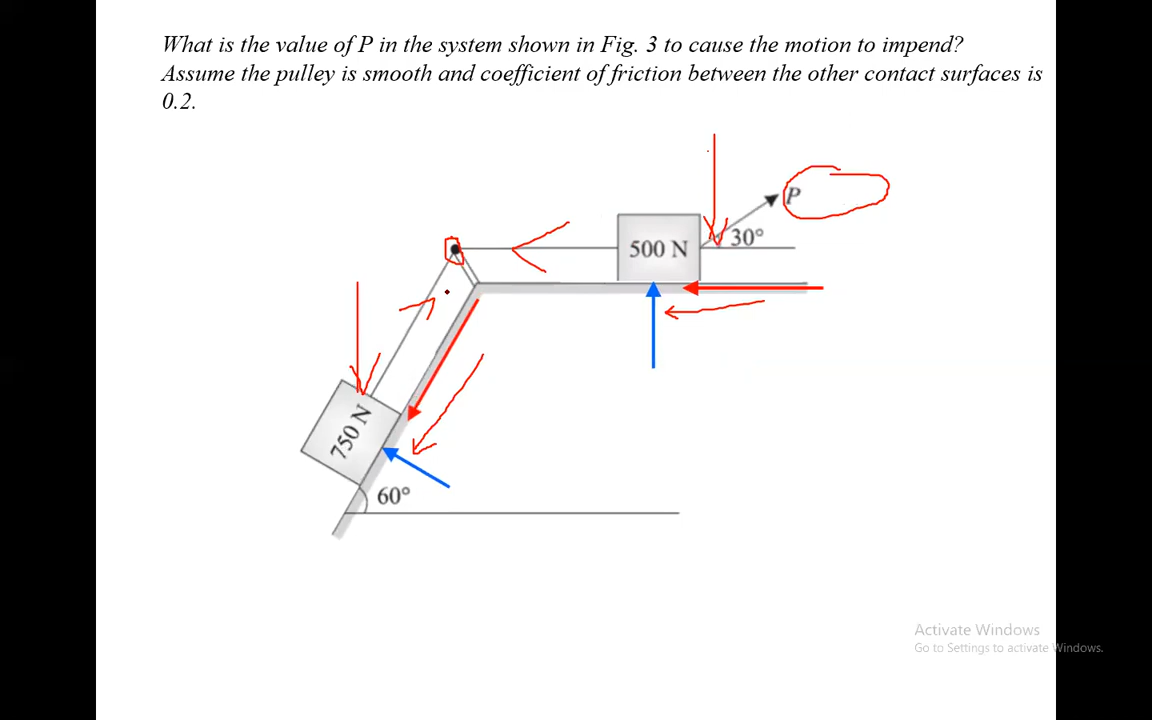 What is the value of P in the system shown in Fig. 3 to cause the motion to impend?
Assume the pulley is smooth and coefficient of friction between the other contact surfaces is
0.2.
P
30°
500 N
750 N
60°
Activate Windows
Go to Settings to activate Windows.